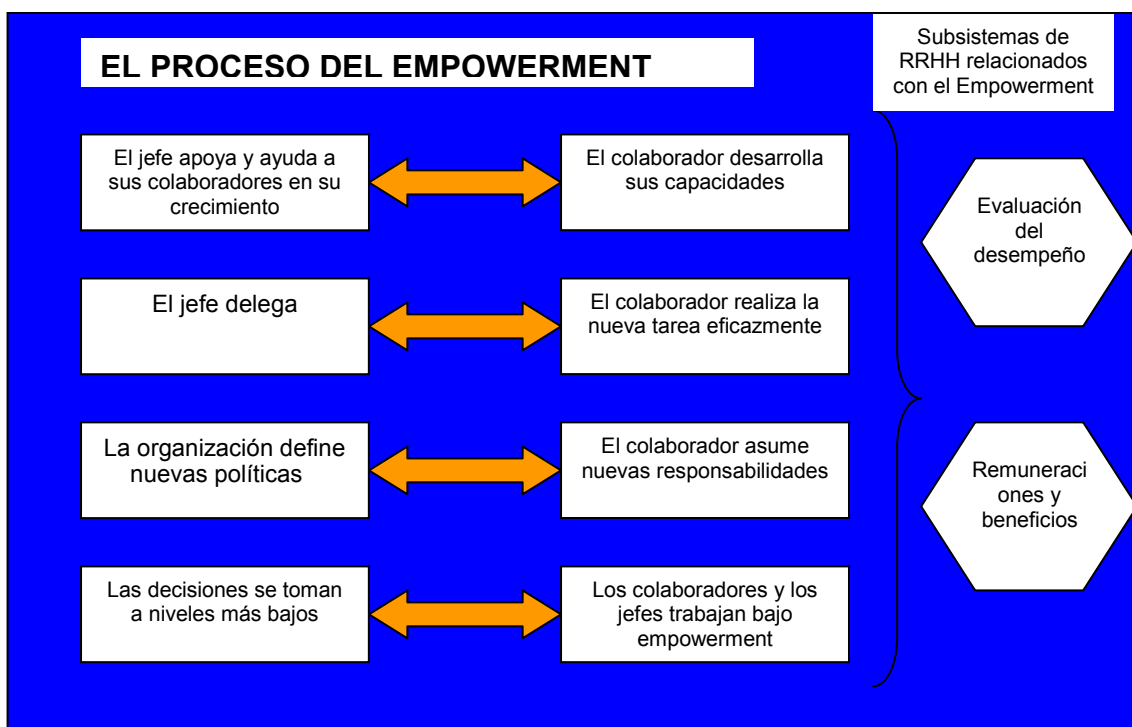 EL PROCESO DEL EMPOWERMENT
Subsistemas de
RRHH relacionados
con el Empowerment
El jefe apoya y ayuda a
sus colaboradores en su
crecimiento
El colaborador desarrolla
sus capacidades
El jefe delega
El colaborador realiza la
nueva tarea eficazmente
La organización define
nuevas políticas
El colaborador asume
nuevas responsabilidades
Las decisiones se toman
a niveles más bajos
Los colaboradores y los
jefes trabajan bajo
empowerment
Evaluación
del
desempeño
Remuneraci
ones y
beneficios